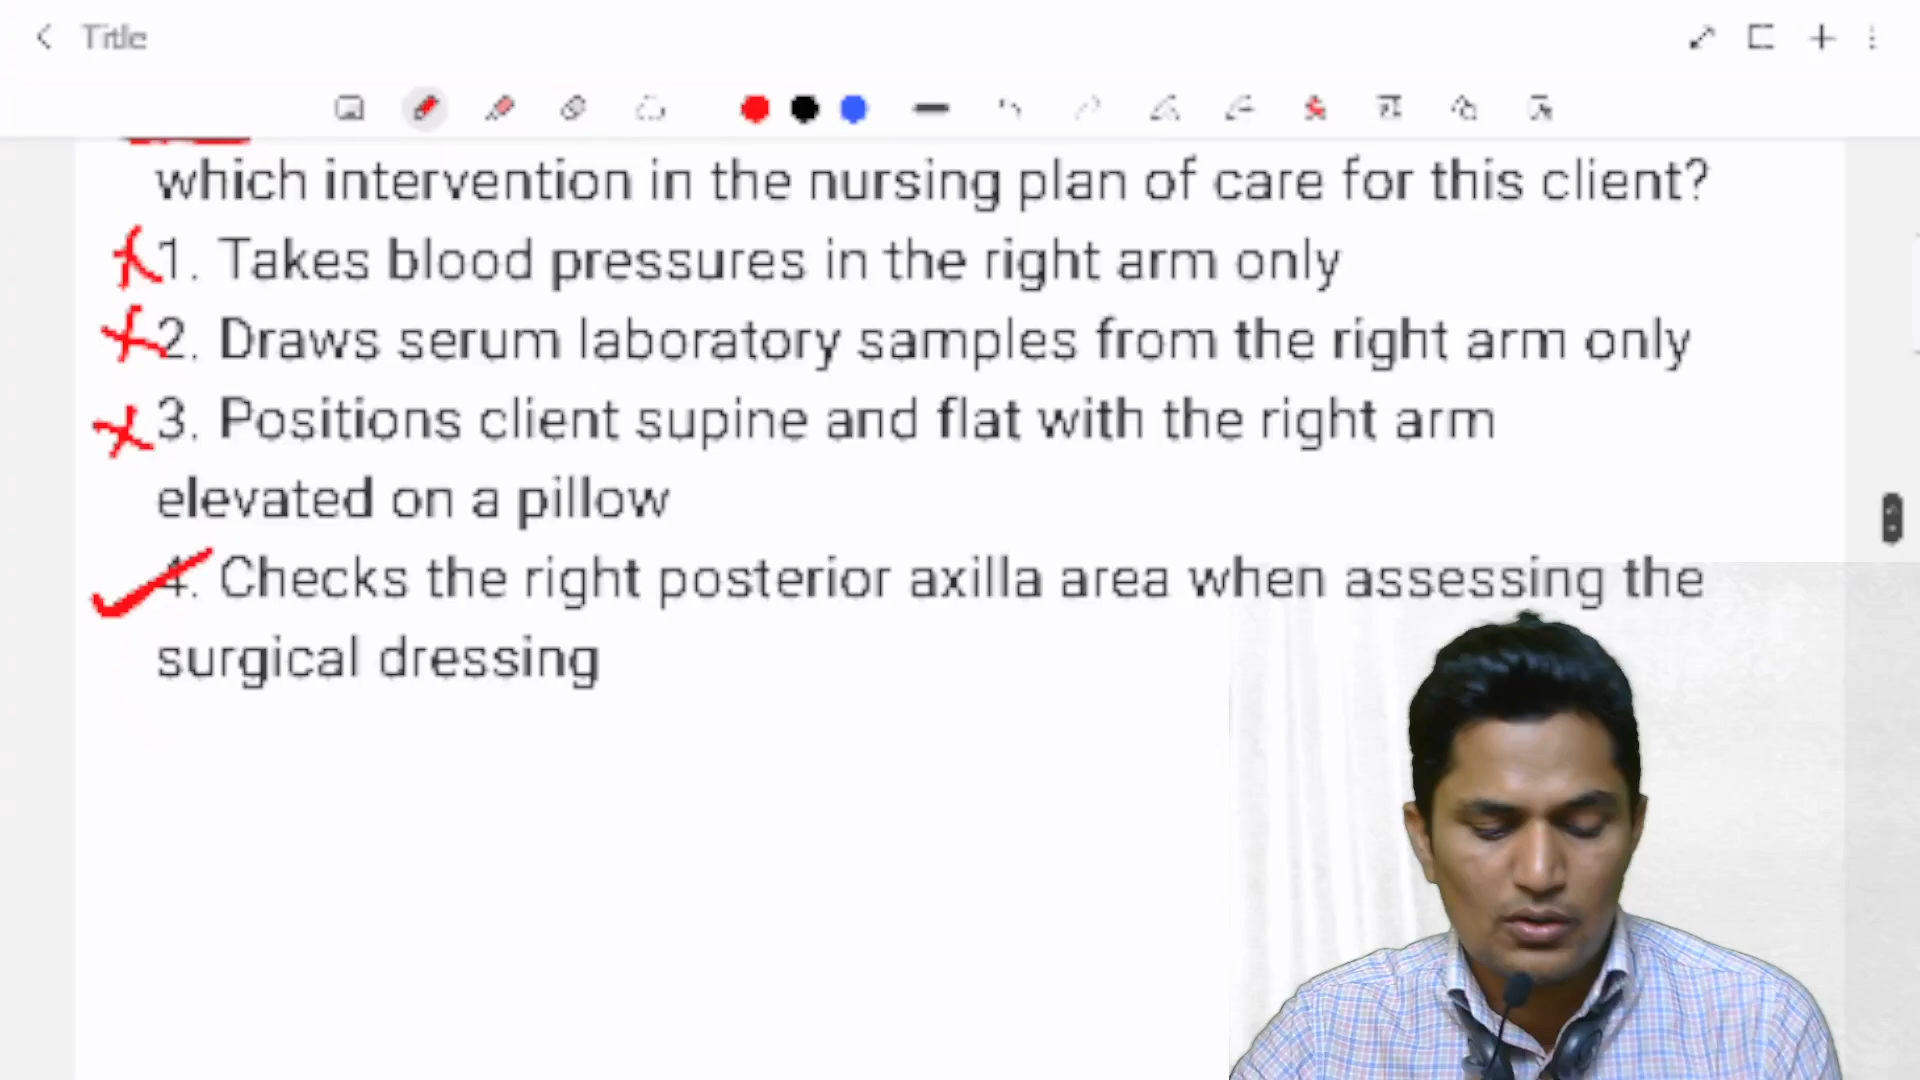 Title
which intervention in the nursing plan of care for this client?
1. Takes blood pressures in the right arm only
2. Draws serum laboratory samples from the right arm only
3. Positions client supine and flat with the right arm
elevated on a pillow
4. Checks the right posterior axilla area when assessing the
surgical dressing